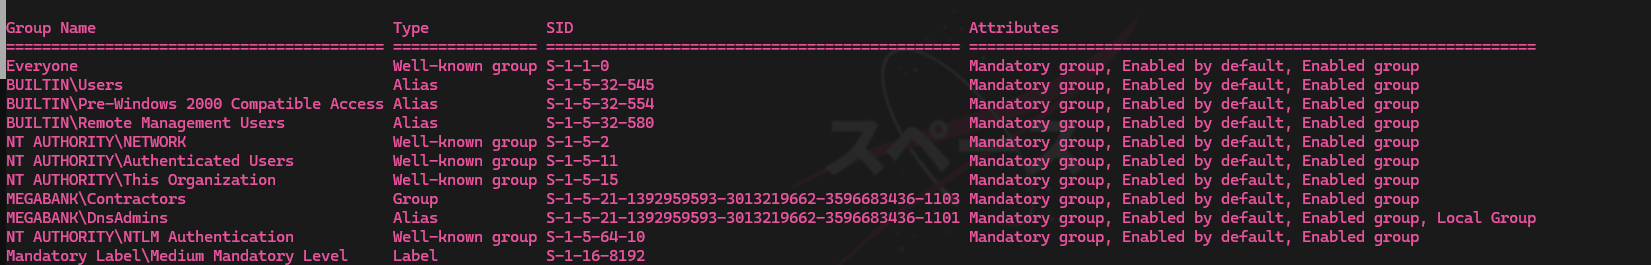 Group Name                                 Type             SID                                            Attributes
========================================== ================ ============================================== ===============================================================
Everyone                                   Well-known group S-1-1-0                                        Mandatory group, Enabled by default, Enabled group
BUILTIN\Users                              Alias            S-1-5-32-545                                   Mandatory group, Enabled by default, Enabled group
BUILTIN\Pre-Windows 2000 Compatible Access Alias            S-1-5-32-554                                   Mandatory group, Enabled by default, Enabled group
BUILTIN\Remote Management Users            Alias            S-1-5-32-580                                   Mandatory group, Enabled by default, Enabled group
NT AUTHORITY\NETWORK                       Well-known group S-1-5-2                                        Mandatory group, Enabled by default, Enabled group
NT AUTHORITY\Authenticated Users           Well-known group S-1-5-11                                       Mandatory group, Enabled by default, Enabled group
NT AUTHORITY\This Organization             Well-known group S-1-5-15                                       Mandatory group, Enabled by default, Enabled group
MEGABANK\Contractors                       Group            S-1-5-21-1392959593-3013219662-3596683436-1103 Mandatory group, Enabled by default, Enabled group
MEGABANK\DnsAdmins                         Alias            S-1-5-21-1392959593-3013219662-3596683436-1101 Mandatory group, Enabled by default, Enabled group, Local Group
NT AUTHORITY\NTLM Authentication           Well-known group S-1-5-64-10                                    Mandatory group, Enabled by default, Enabled group
Mandatory Label\Medium Mandatory Level     Label            S-1-16-8192
スペース